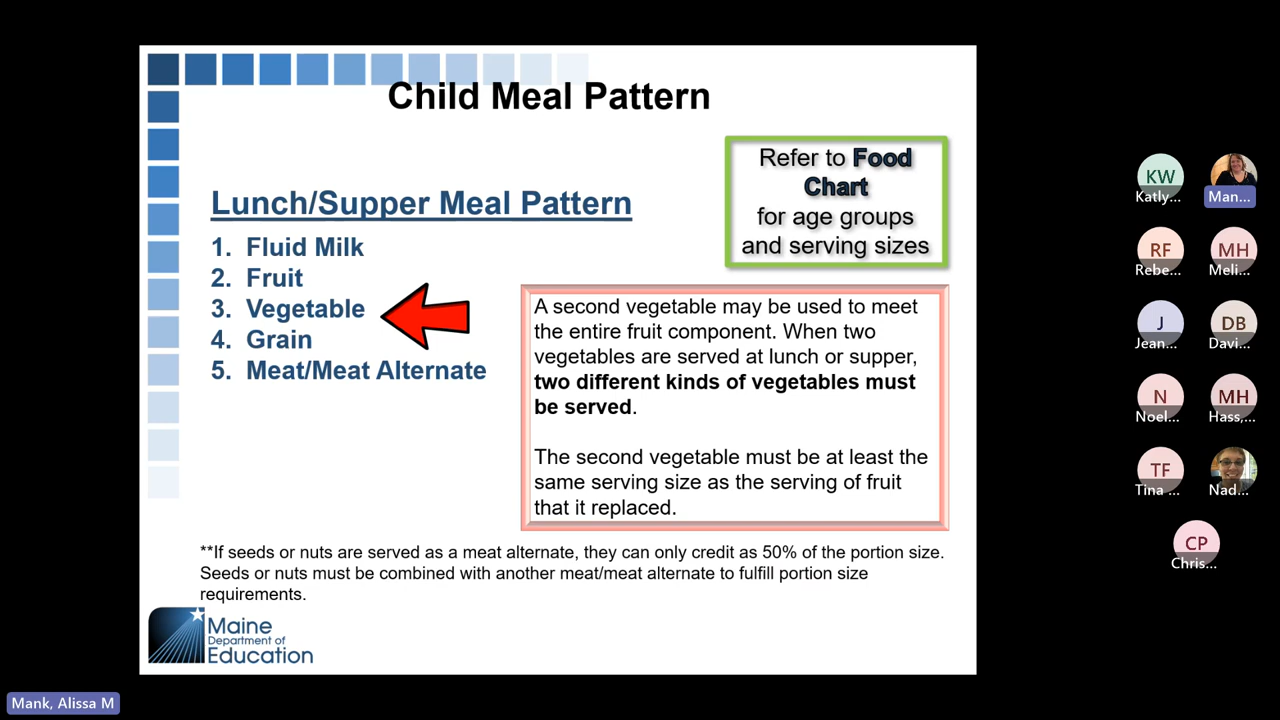 Child Meal Pattern
Refer to Food
Chart
for age groups
and serving sizes
Lunch/Supper Meal Pattern
1. Fluid Milk
2. Fruit
3. Vegetable
4. Grain
5. Meat/Meat Alternate
A second vegetable may be used to meet
the entire fruit component. When two
vegetables are served at lunch or supper,
two different kinds of vegetables must
be served.
The second vegetable must be at least the
same serving size as the serving of fruit
that it replaced.
**If seeds or nuts are served as a meat alternate, they can only credit as 50% of the portion size.
Seeds or nuts must be combined with another meat/meat alternate to fulfill portion size
requirements.
Maine
Department of
Education
KW
Katly...
Man...
RF
Rebe...
MH
Meli...
J
Jean...
DB
Davi...
N
Noel...
MH
Hass,...
TF
Tina ...
Nad...
CP
Chris...
Mank, Alissa M